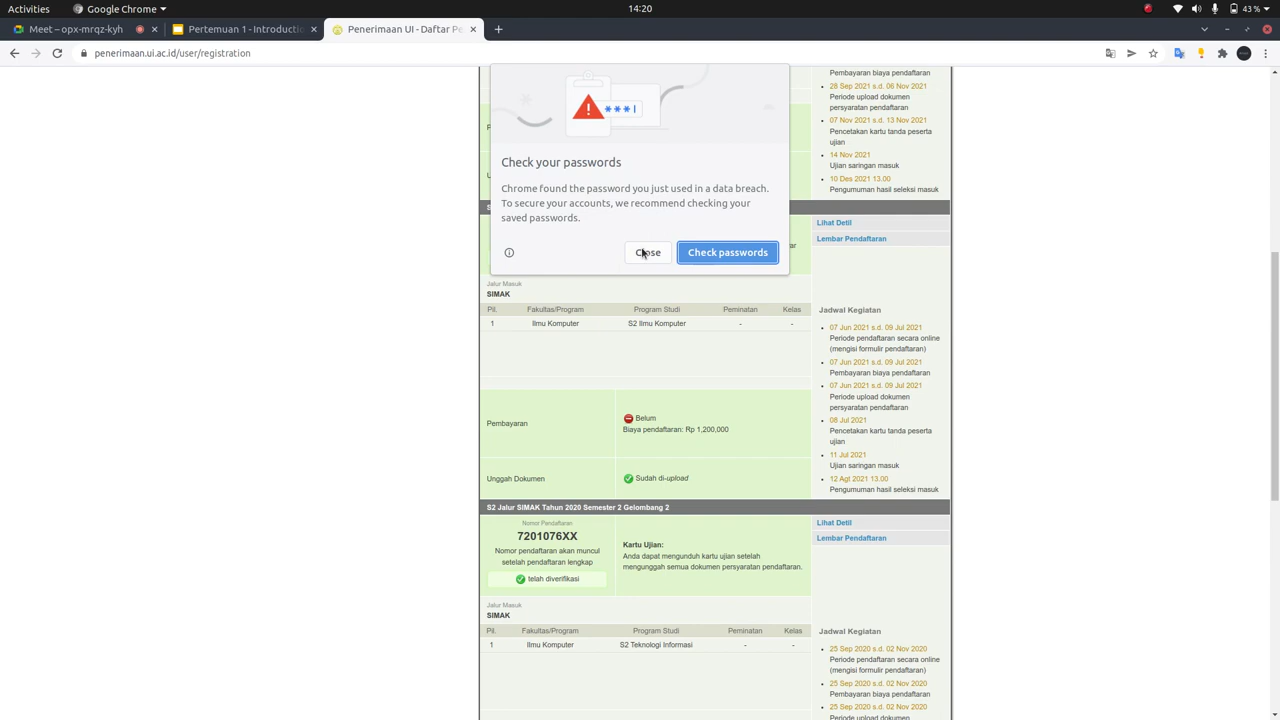 Activities
Google Chrome
14:20
43 %
Meet – opx-mrqz-kyh
Pertemuan 1 - Introductio
Penerimaan UI - Daftar Pe
penerimaan.ui.ac.id/user/registration
***
Check your passwords
Chrome found the password you just used in a data breach.
To secure your accounts, we recommend checking your
saved passwords.
Close
Check passwords
Pembayaran biaya pendaftaran
28 Sep 2021 s.d. 06 Nov 2021
Periode upload dokumen
persyaratan pendaftaran
07 Nov 2021 s.d. 13 Nov 2021
Pencetakan kartu tanda peserta
ujian
14 Nov 2021
Ujian saringan masuk
10 Des 2021 13.00
Pengumuman hasil seleksi masuk
Lihat Detil
Lembar Pendaftaran
ar
Jalur Masuk
SIMAK
Pil.
Fakultas/Program
Program Studi
Peminatan
Kelas
1
Ilmu Komputer
S2 Ilmu Komputer
-
-
Pembayaran
Belum
Biaya pendaftaran: Rp 1,200,000
Unggah Dokumen
Sudah di-upload
Jadwal Kegiatan
07 Jun 2021 s.d. 09 Jul 2021
Periode pendaftaran secara online
(mengisi formulir pendaftaran)
07 Jun 2021 s.d. 09 Jul 2021
Pembayaran biaya pendaftaran
07 Jun 2021 s.d. 09 Jul 2021
Periode upload dokumen
persyaratan pendaftaran
08 Jul 2021
Pencetakan kartu tanda peserta
ujian
11 Jul 2021
Ujian saringan masuk
12 Agt 2021 13.00
Pengumuman hasil seleksi masuk
S2 Jalur SIMAK Tahun 2020 Semester 2 Gelombang 2
Nomor Pendaftaran
7201076XX
Nomor pendaftaran akan muncul
setelah pendaftaran lengkap
telah diverifikasi
Kartu Ujian:
Anda dapat mengunduh kartu ujian setelah
mengunggah semua dokumen persyaratan pendaftaran.
Lihat Detil
Lembar Pendaftaran
Jalur Masuk
SIMAK
Pil.
Fakultas/Program
Program Studi
Peminatan
Kelas
1
Ilmu Komputer
S2 Teknologi Informasi
-
-
Jadwal Kegiatan
25 Sep 2020 s.d. 02 Nov 2020
Periode pendaftaran secara online
(mengisi formulir pendaftaran)
25 Sep 2020 s.d. 02 Nov 2020
Pembayaran biaya pendaftaran
25 Sep 2020 s.d. 02 Nov 2020
Periode upload dokumen